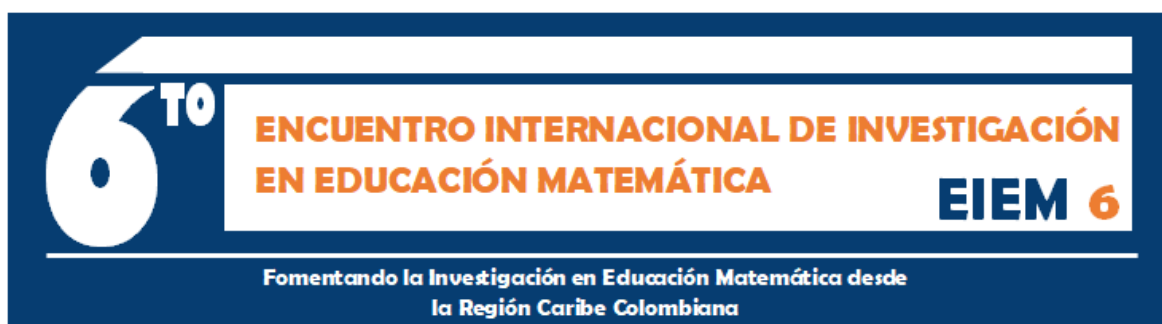 6TO
ENCUENTRO INTERNACIONAL DE INVESTIGACIÓN
EN EDUCACIÓN MATEMÁTICA
EIEM 6
Fomentando la Investigación en Educación Matemática desde
la Región Caribe Colombiana